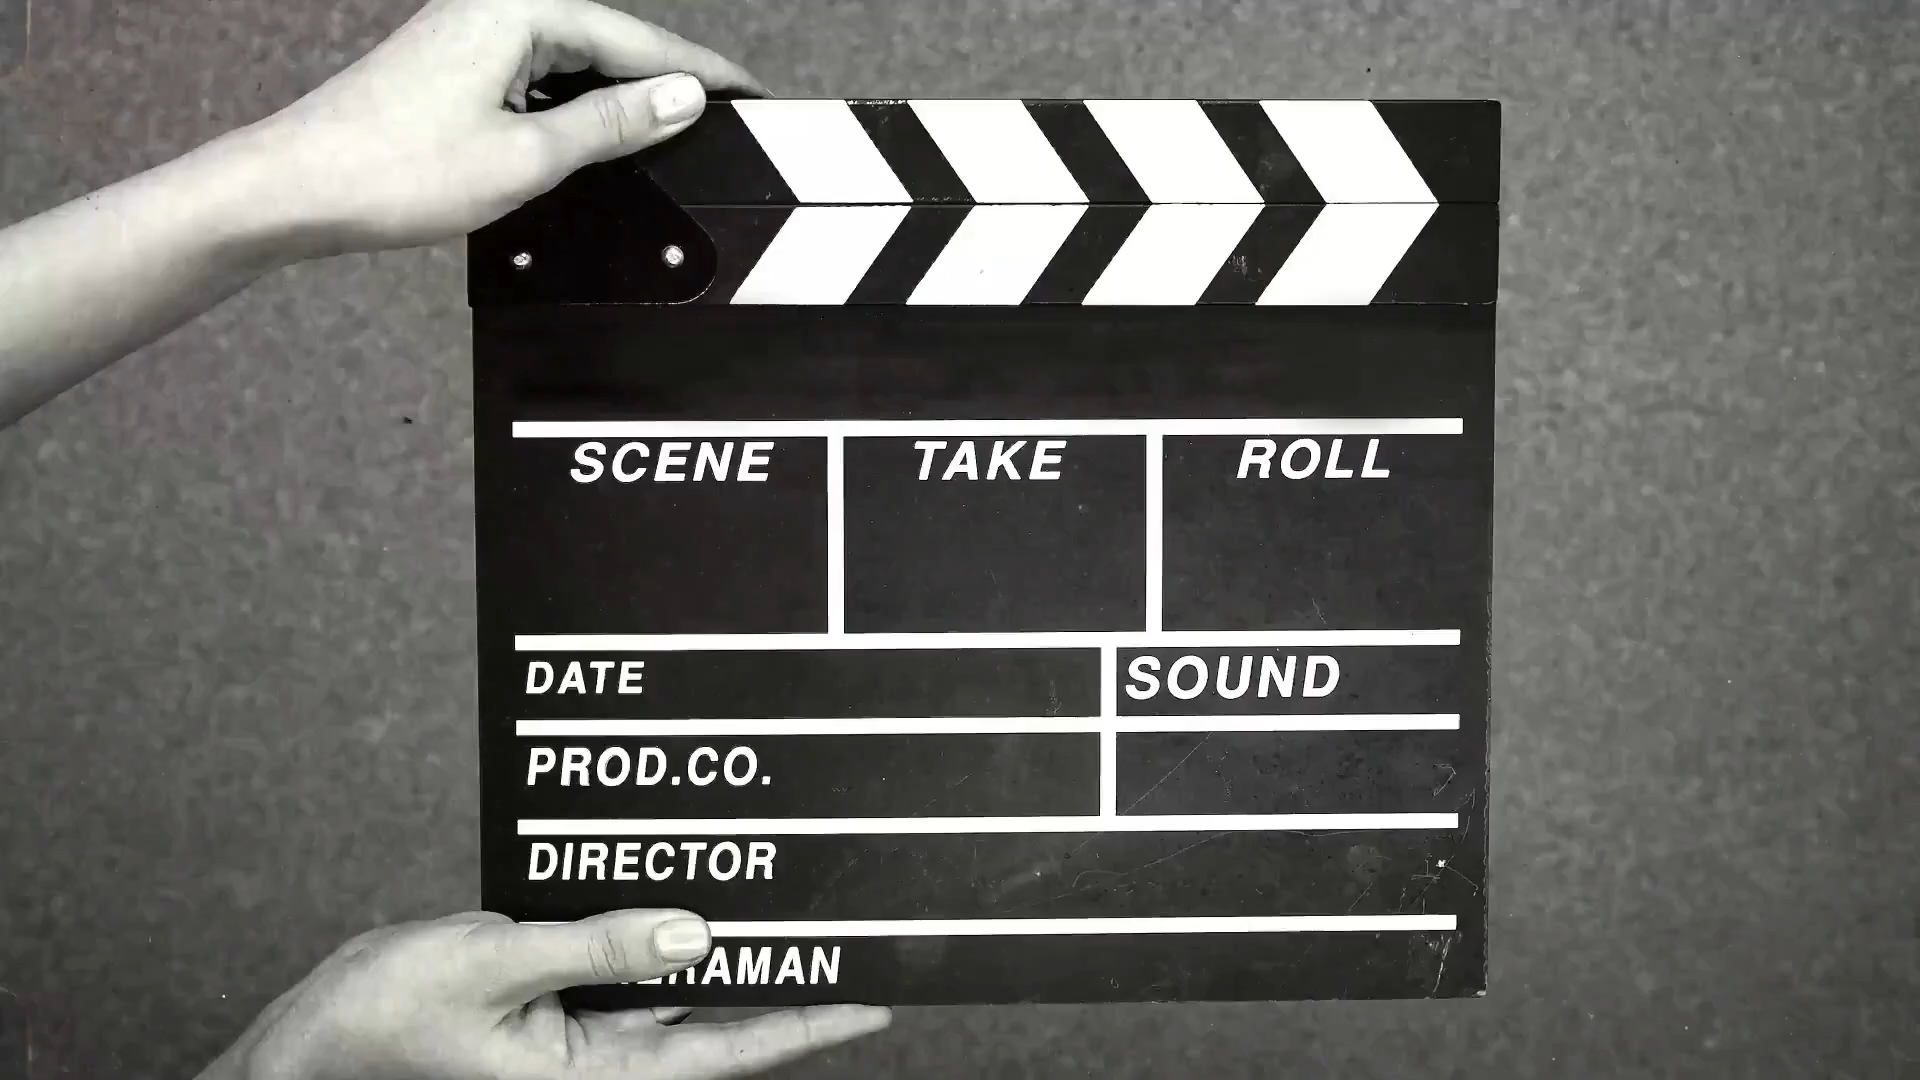 SCENE TAKE ROLL
DATE SOUND
PROD.CO.
DIRECTOR